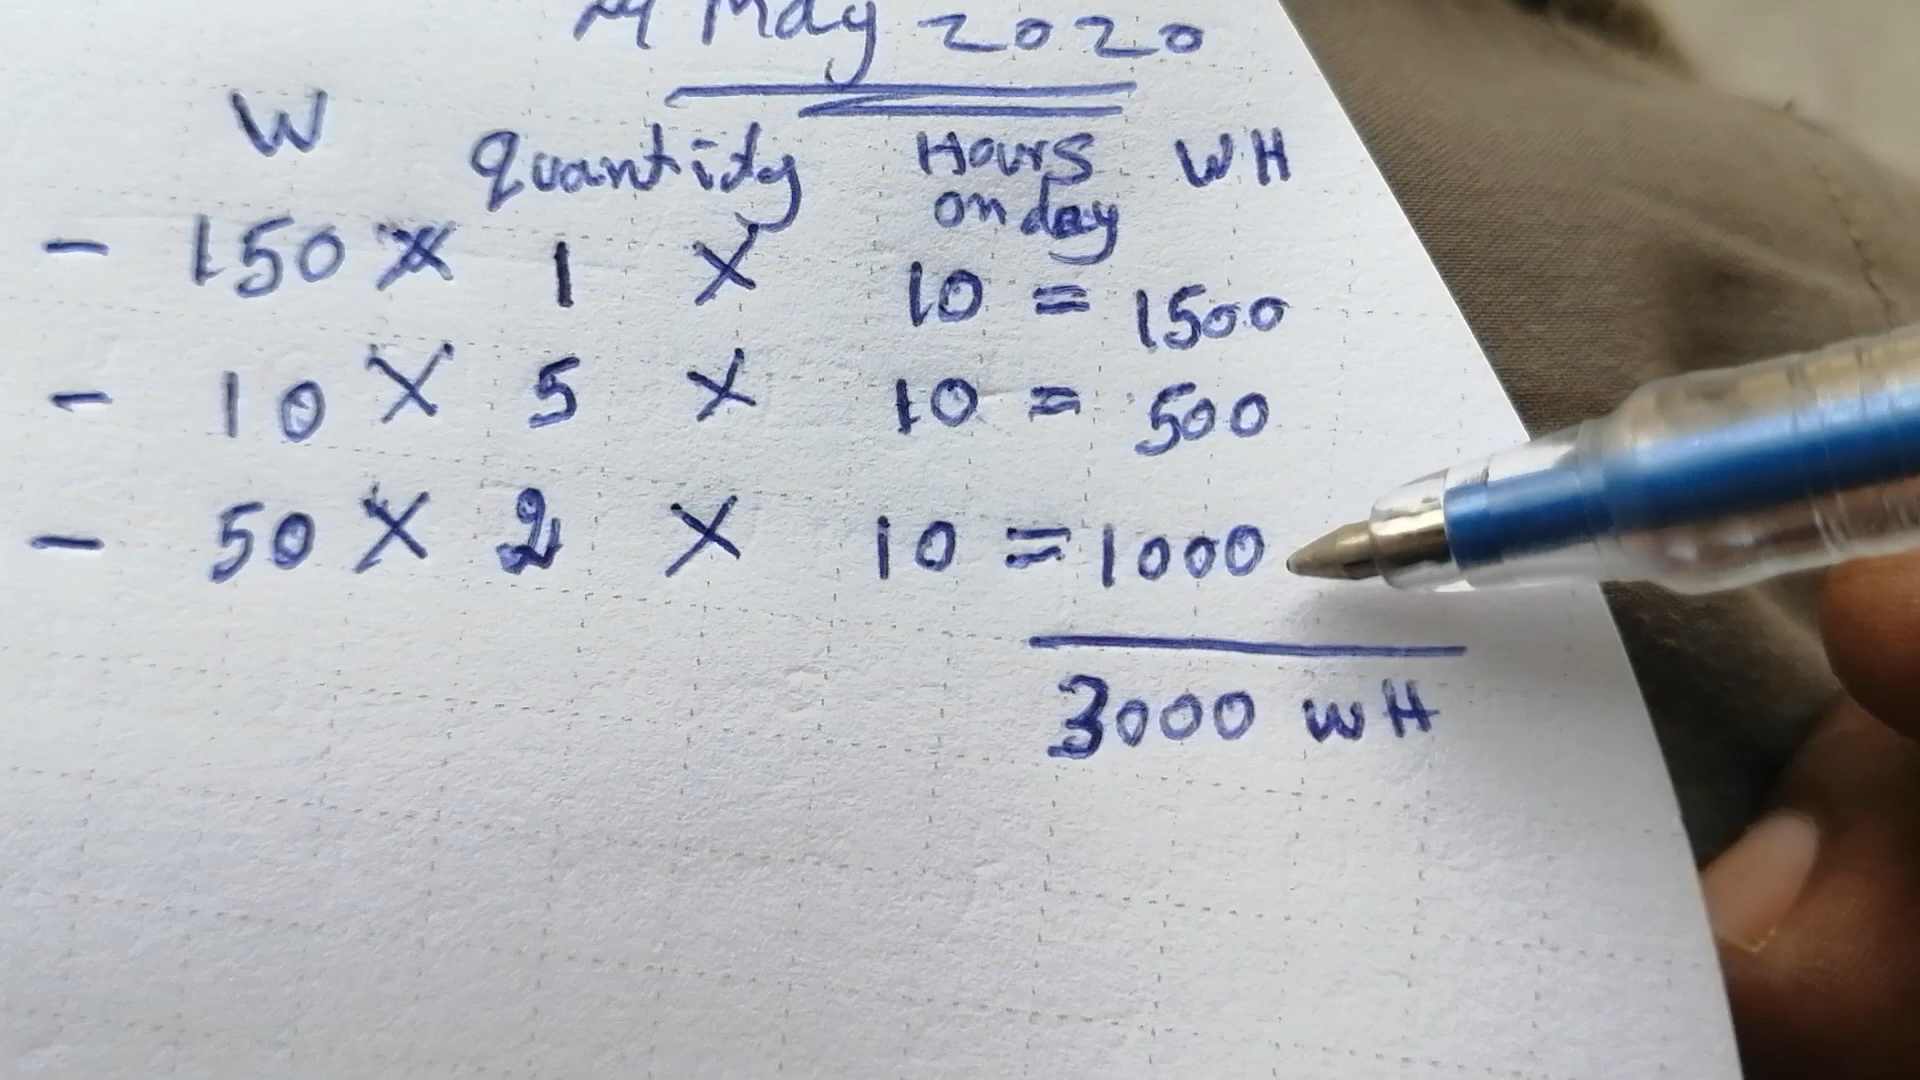 May 2020
W Quantity Hours on day WH
- 150 X 1 X 10 = 1500
- 10 X 5 X 10 = 500
- 50 X 2 X 10 = 1000
3000 WH